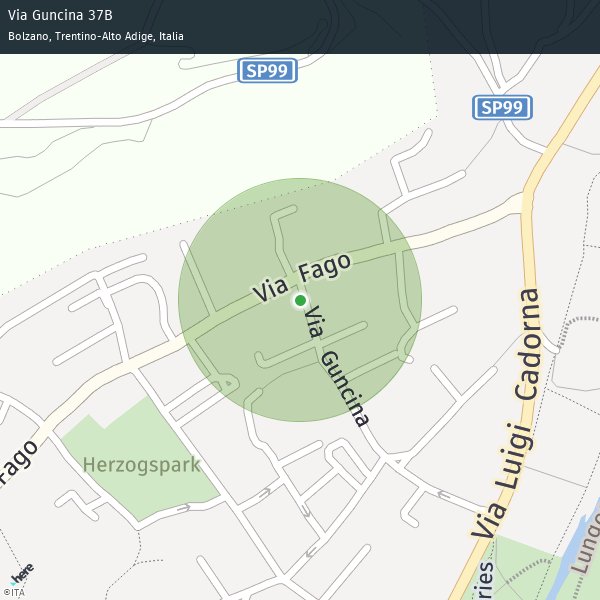 Via Guncina 37B
Bolzano, Trentino-Alto Adige, Italia
SP99
SP99
Via Fago
Via Guncina
Via Luigi Cadorna
Herzogspark
Fago
Lungo
ries
here
©ITA